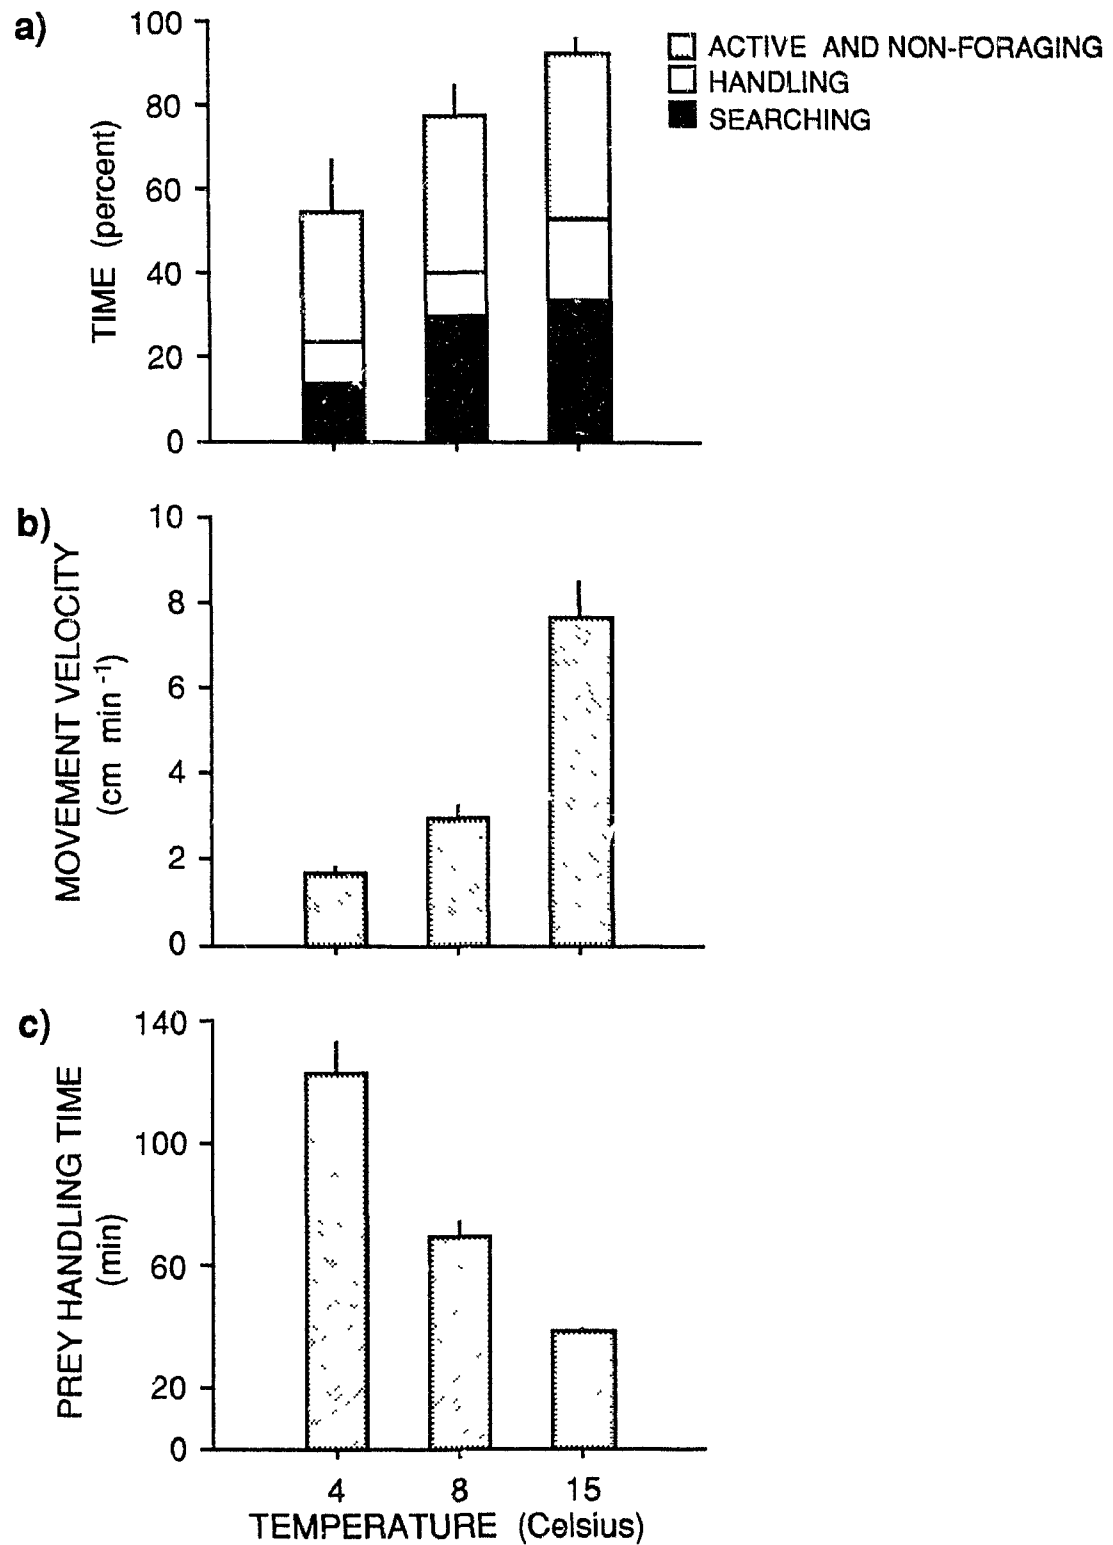 a)
TIME (percent)
100
80
60
40
20
0
ACTIVE AND NON-FORAGING
HANDLING
SEARCHING
b)
MOVEMENT VELOCITY
(cm min -1)
10
8
6
4
2
0
c)
PREY HANDLING TIME
(min)
140
100
60
20
0
4 8 15
TEMPERATURE (Celsius)